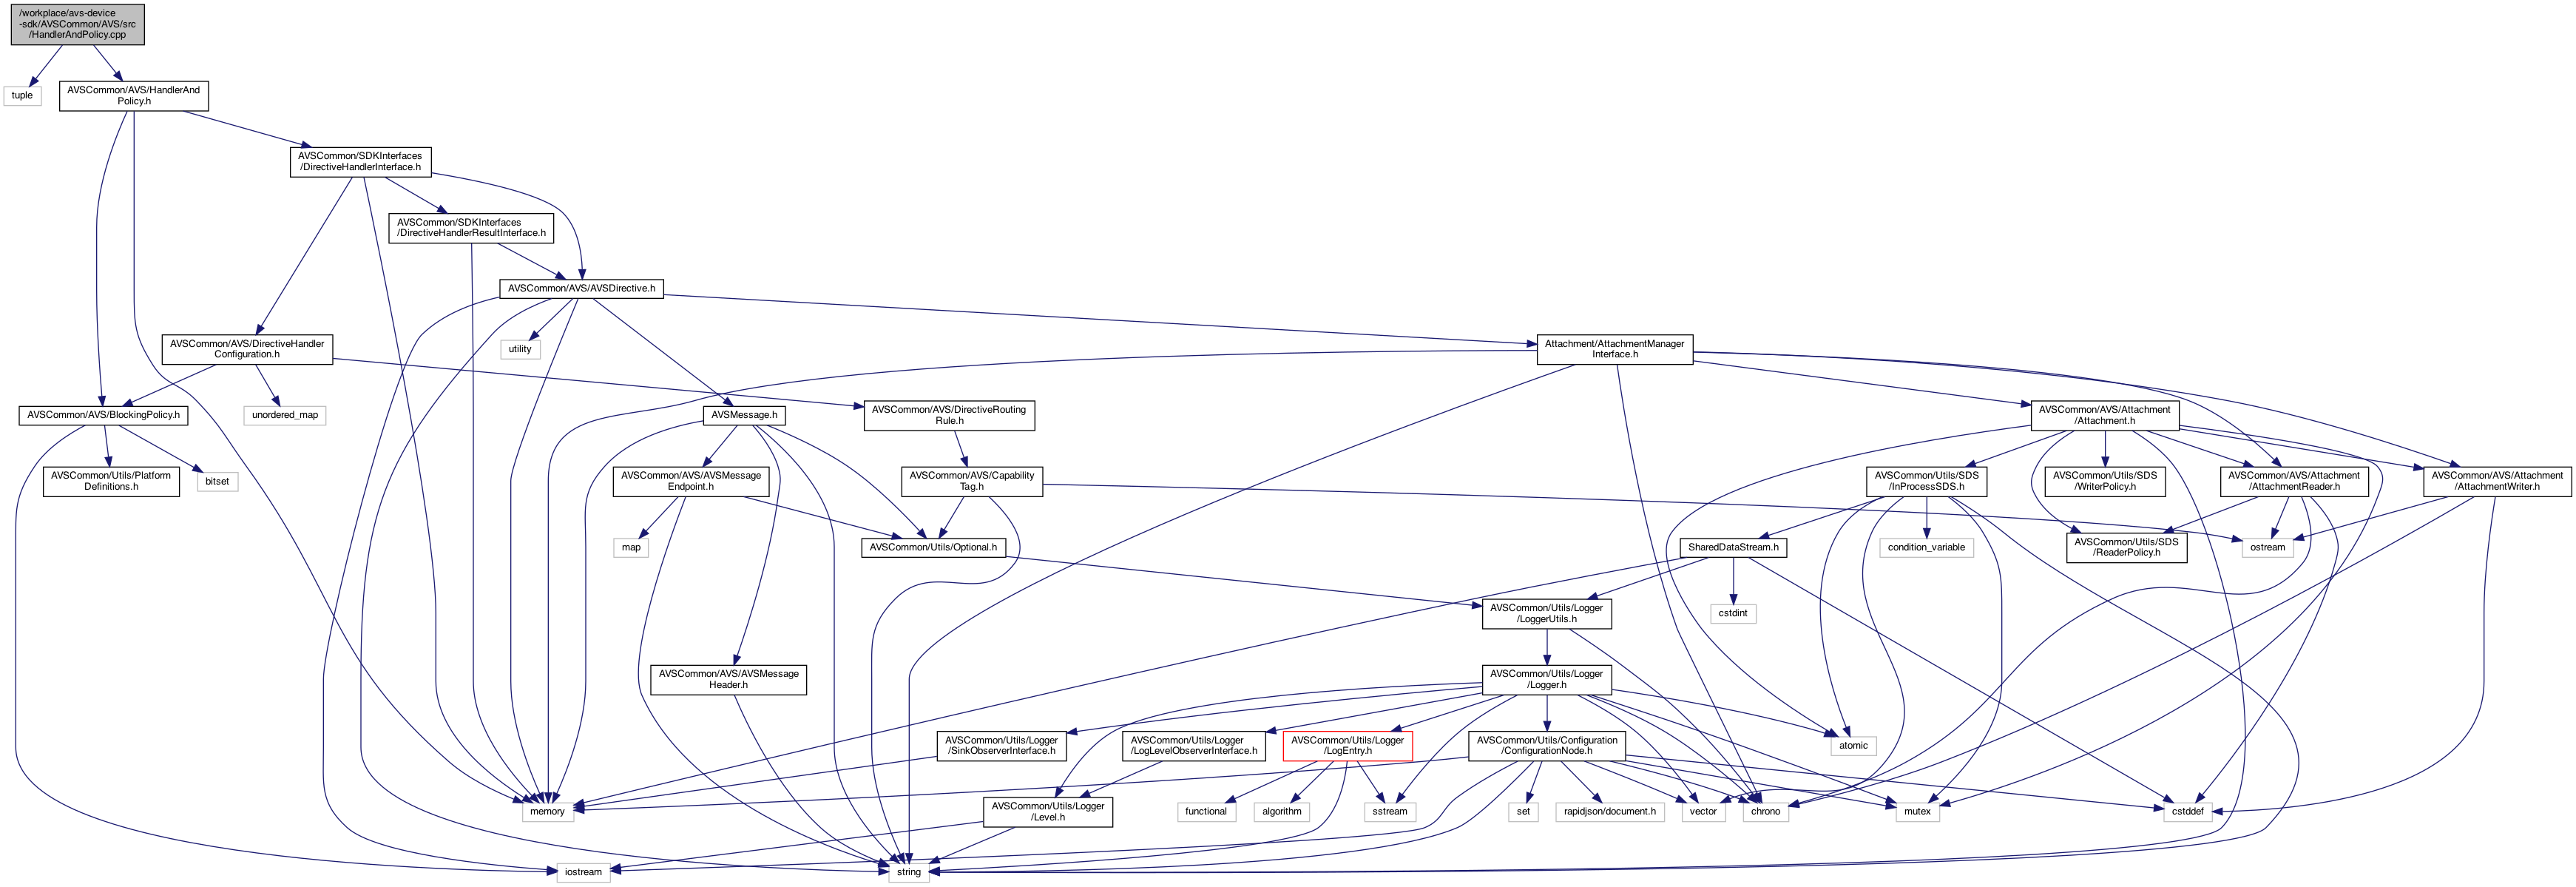 /workplace/avs-device
-sdk/AVSCommon/AVS/src
/HandlerAndPolicy.cpp
tuple
AVSCommon/AVS/HandlerAnd
Policy.h
AVSCommon/SDKInterfaces
/DirectiveHandlerInterface.h
AVSCommon/SDKInterfaces
/DirectiveHandlerResultInterface.h
AVSCommon/AVS/AVSDirective.h
AVSCommon/AVS/DirectiveHandler
Configuration.h
utility
Attachment/AttachmentManager
Interface.h
AVSCommon/AVS/BlockingPolicy.h
unordered_map
AVSMessage.h
AVSCommon/AVS/DirectiveRouting
Rule.h
AVSCommon/AVS/Attachment
/Attachment.h
AVSCommon/Utils/Platform
Definitions.h
bitset
AVSCommon/AVS/AVSMessage
Endpoint.h
AVSCommon/AVS/Capability
Tag.h
AVSCommon/Utils/SDS
/InProcessSDS.h
AVSCommon/Utils/SDS
/WriterPolicy.h
AVSCommon/AVS/Attachment
/AttachmentReader.h
AVSCommon/AVS/Attachment
/AttachmentWriter.h
map
AVSCommon/Utils/Optional.h
SharedDataStream.h
condition_variable
AVSCommon/Utils/SDS
/ReaderPolicy.h
ostream
AVSCommon/Utils/Logger
/LoggerUtils.h
cstdint
AVSCommon/AVS/AVSMessage
Header.h
AVSCommon/Utils/Logger
/Logger.h
AVSCommon/Utils/Logger
/SinkObserverInterface.h
AVSCommon/Utils/Logger
/LogLevelObserverInterface.h
AVSCommon/Utils/Logger
/LogEntry.h
AVSCommon/Utils/Configuration
/ConfigurationNode.h
atomic
memory
AVSCommon/Utils/Logger
/Level.h
functional
algorithm
sstream
set
rapidjson/document.h
vector
chrono
mutex
cstddef
iostream
string